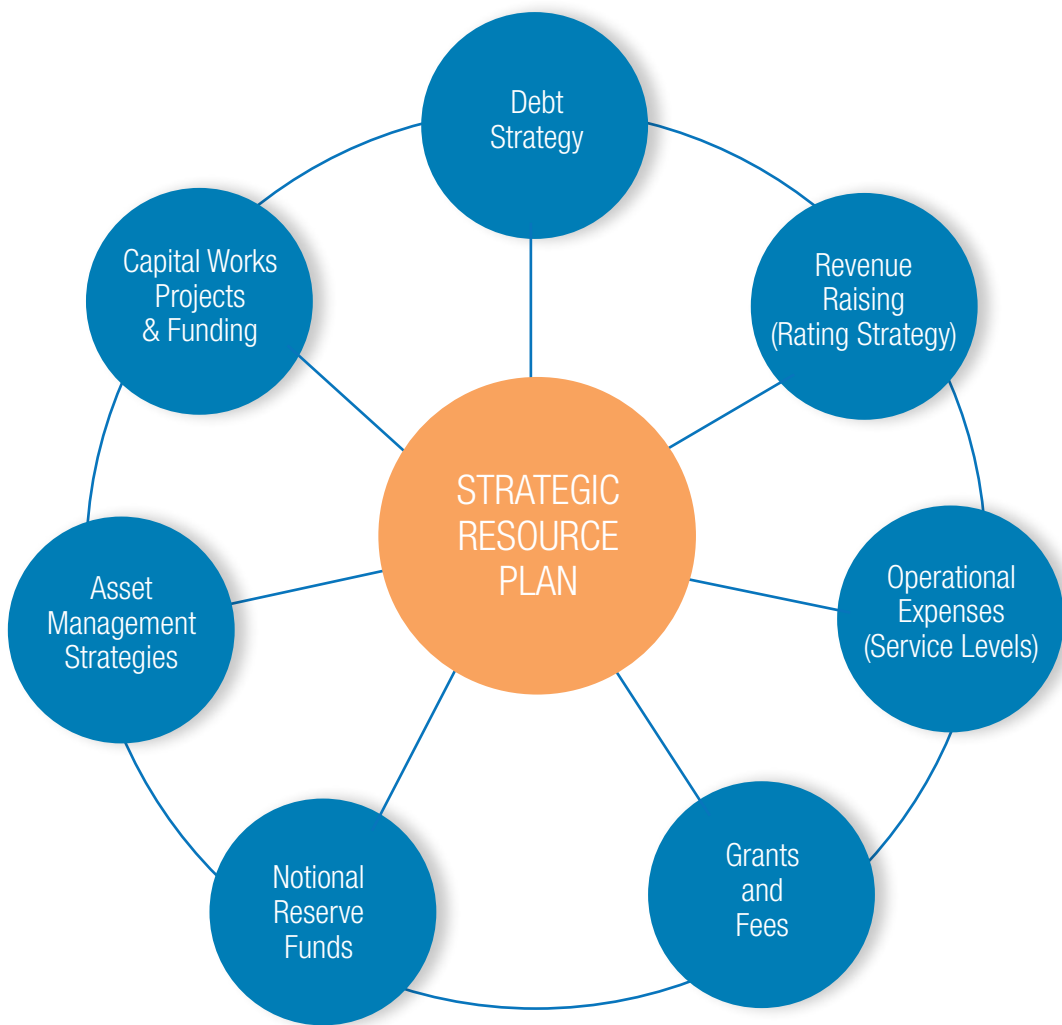 Debt
Strategy
Revenue
Raising
(Rating Strategy)
Operational
Expenses
(Service Levels)
Grants
and
Fees
Notional
Reserve
Funds
Asset
Management
Strategies
Capital Works
Projects
& Funding
STRATEGIC
RESOURCE
PLAN